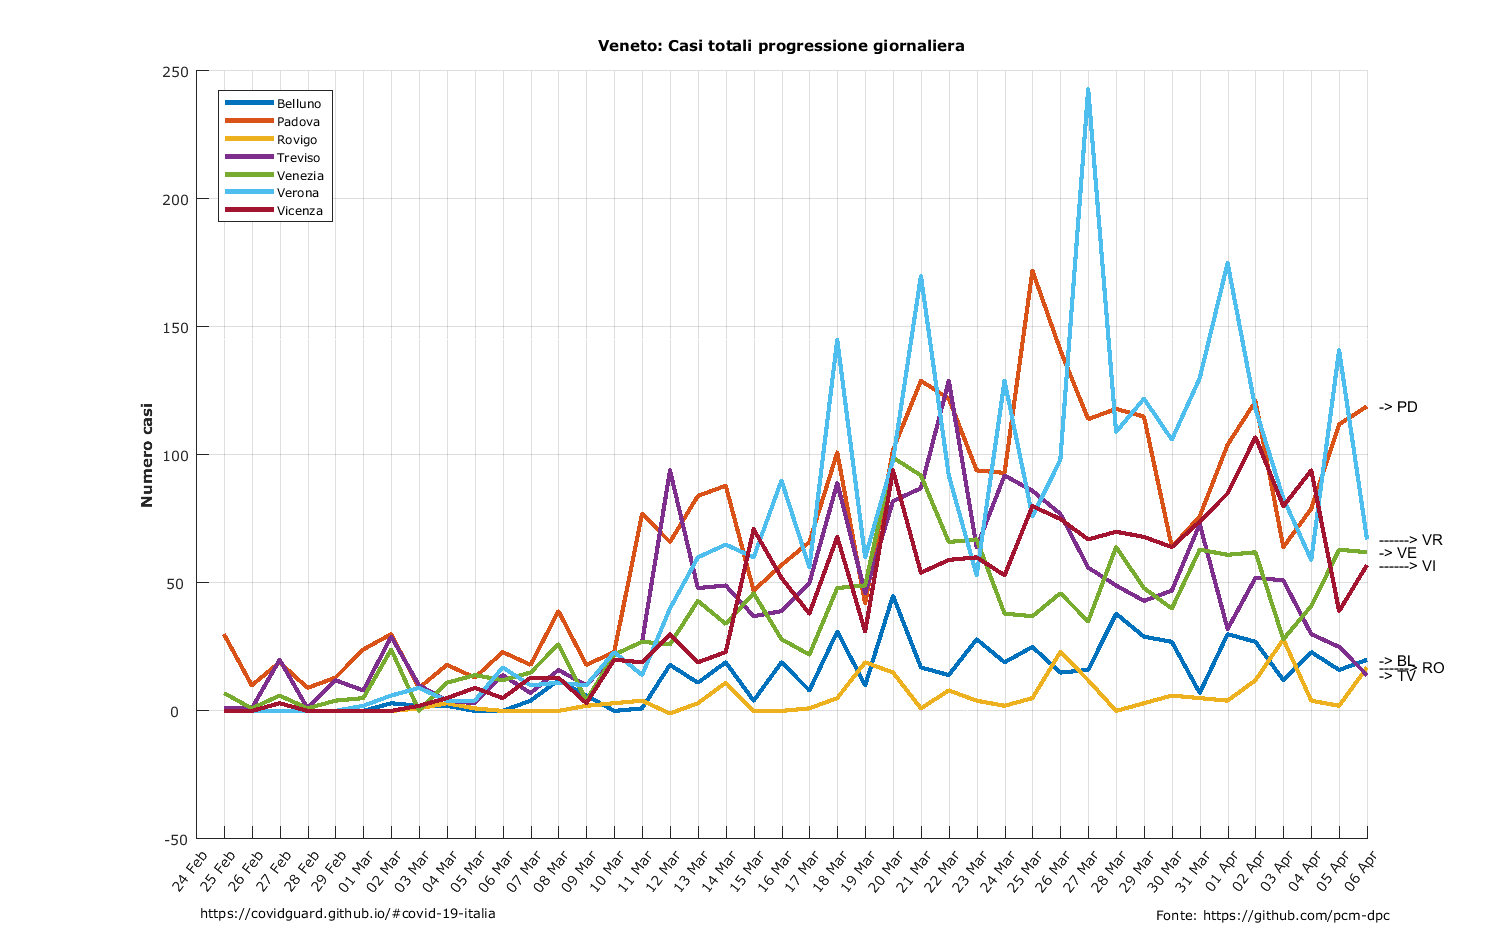 Veneto: Casi totali progressione giornaliera
Numero casi
250
200
150
100
50
0
-50
Belluno
Padova
Rovigo
Treviso
Venezia
Verona
Vicenza
-> PD
------> VR
-> VE
------> VI
-> BL
------> RO
-> TV
24 Feb
25 Feb
26 Feb
27 Feb
28 Feb
29 Feb
01 Mar
02 Mar
03 Mar
04 Mar
05 Mar
06 Mar
07 Mar
08 Mar
09 Mar
10 Mar
11 Mar
12 Mar
13 Mar
14 Mar
15 Mar
16 Mar
17 Mar
18 Mar
19 Mar
20 Mar
21 Mar
22 Mar
23 Mar
24 Mar
25 Mar
26 Mar
27 Mar
28 Mar
29 Mar
30 Mar
31 Mar
01 Apr
02 Apr
03 Apr
04 Apr
05 Apr
06 Apr
https://covidguard.github.io/#covid-19-italia
Fonte: https://github.com/pcm-dpc